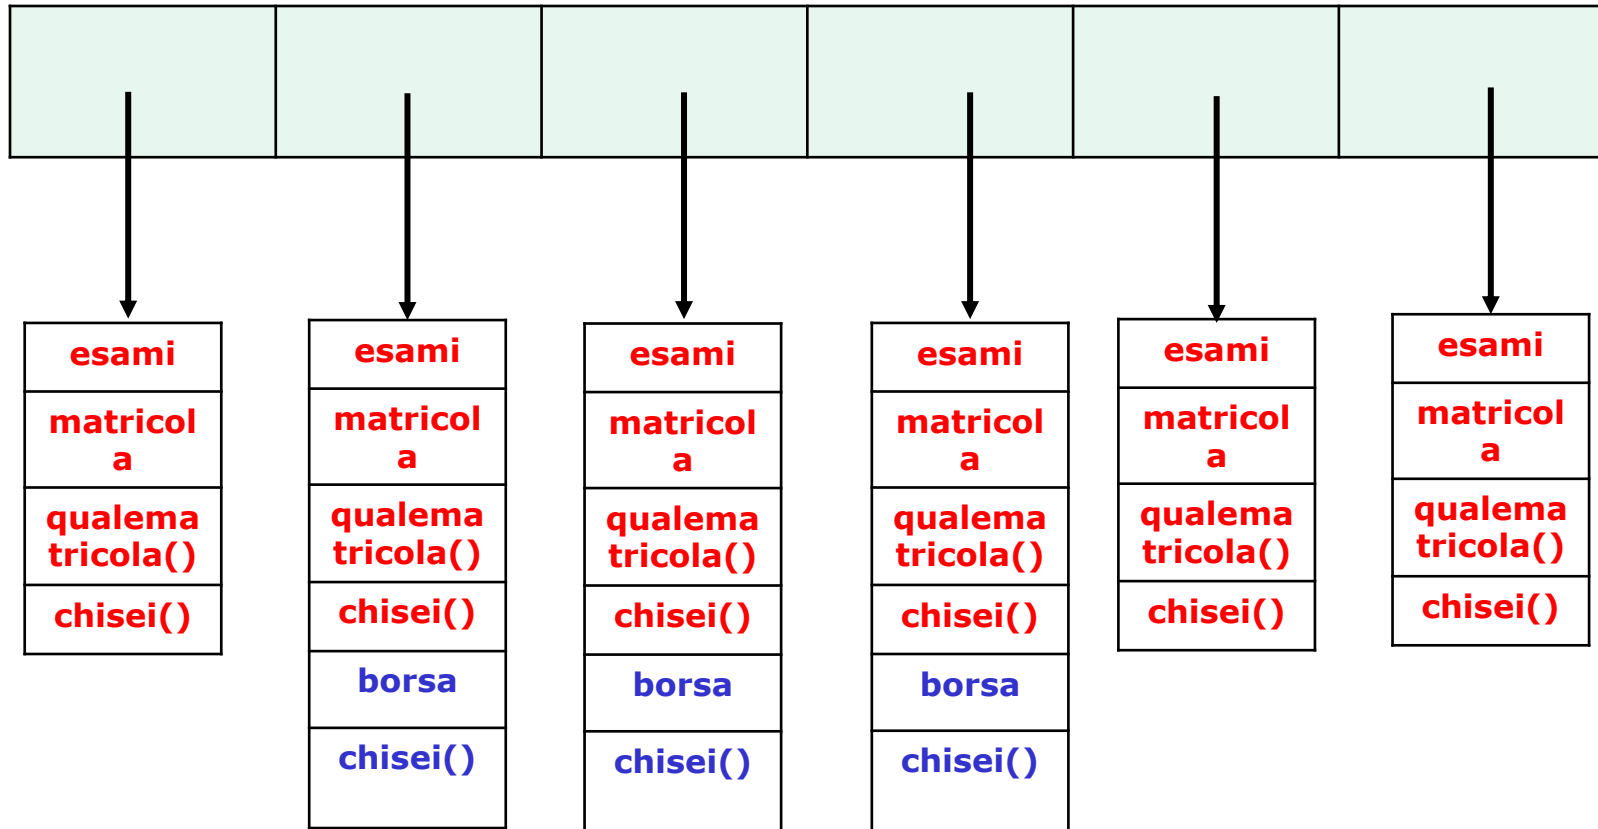 esami
matricol
a
qualema
tricola()
chisei()
esami
matricol
a
qualema
tricola()
chisei()
borsa
chisei()
esami
matricol
a
qualema
tricola()
chisei()
borsa
chisei()
esami
matricol
a
qualema
tricola()
chisei()
borsa
chisei()
esami
matricol
a
qualema
tricola()
chisei()
esami
matricol
a
qualema
tricola()
chisei()